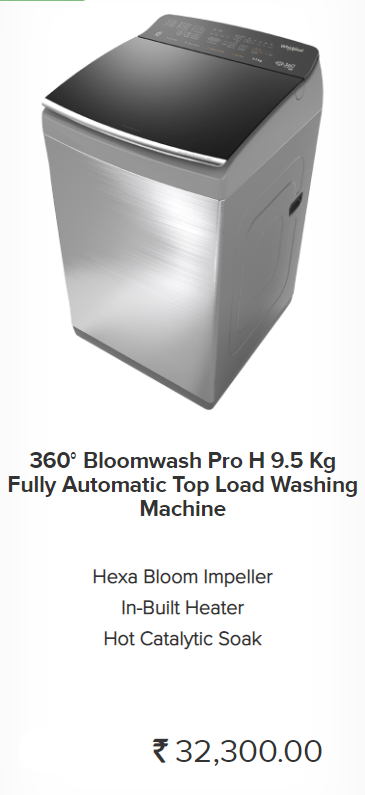 Whirlpool
360° Bloomwash Pro H 9.5 Kg
Fully Automatic Top Load Washing
Machine
Hexa Bloom Impeller
In-Built Heater
Hot Catalytic Soak
₹ 32,300.00